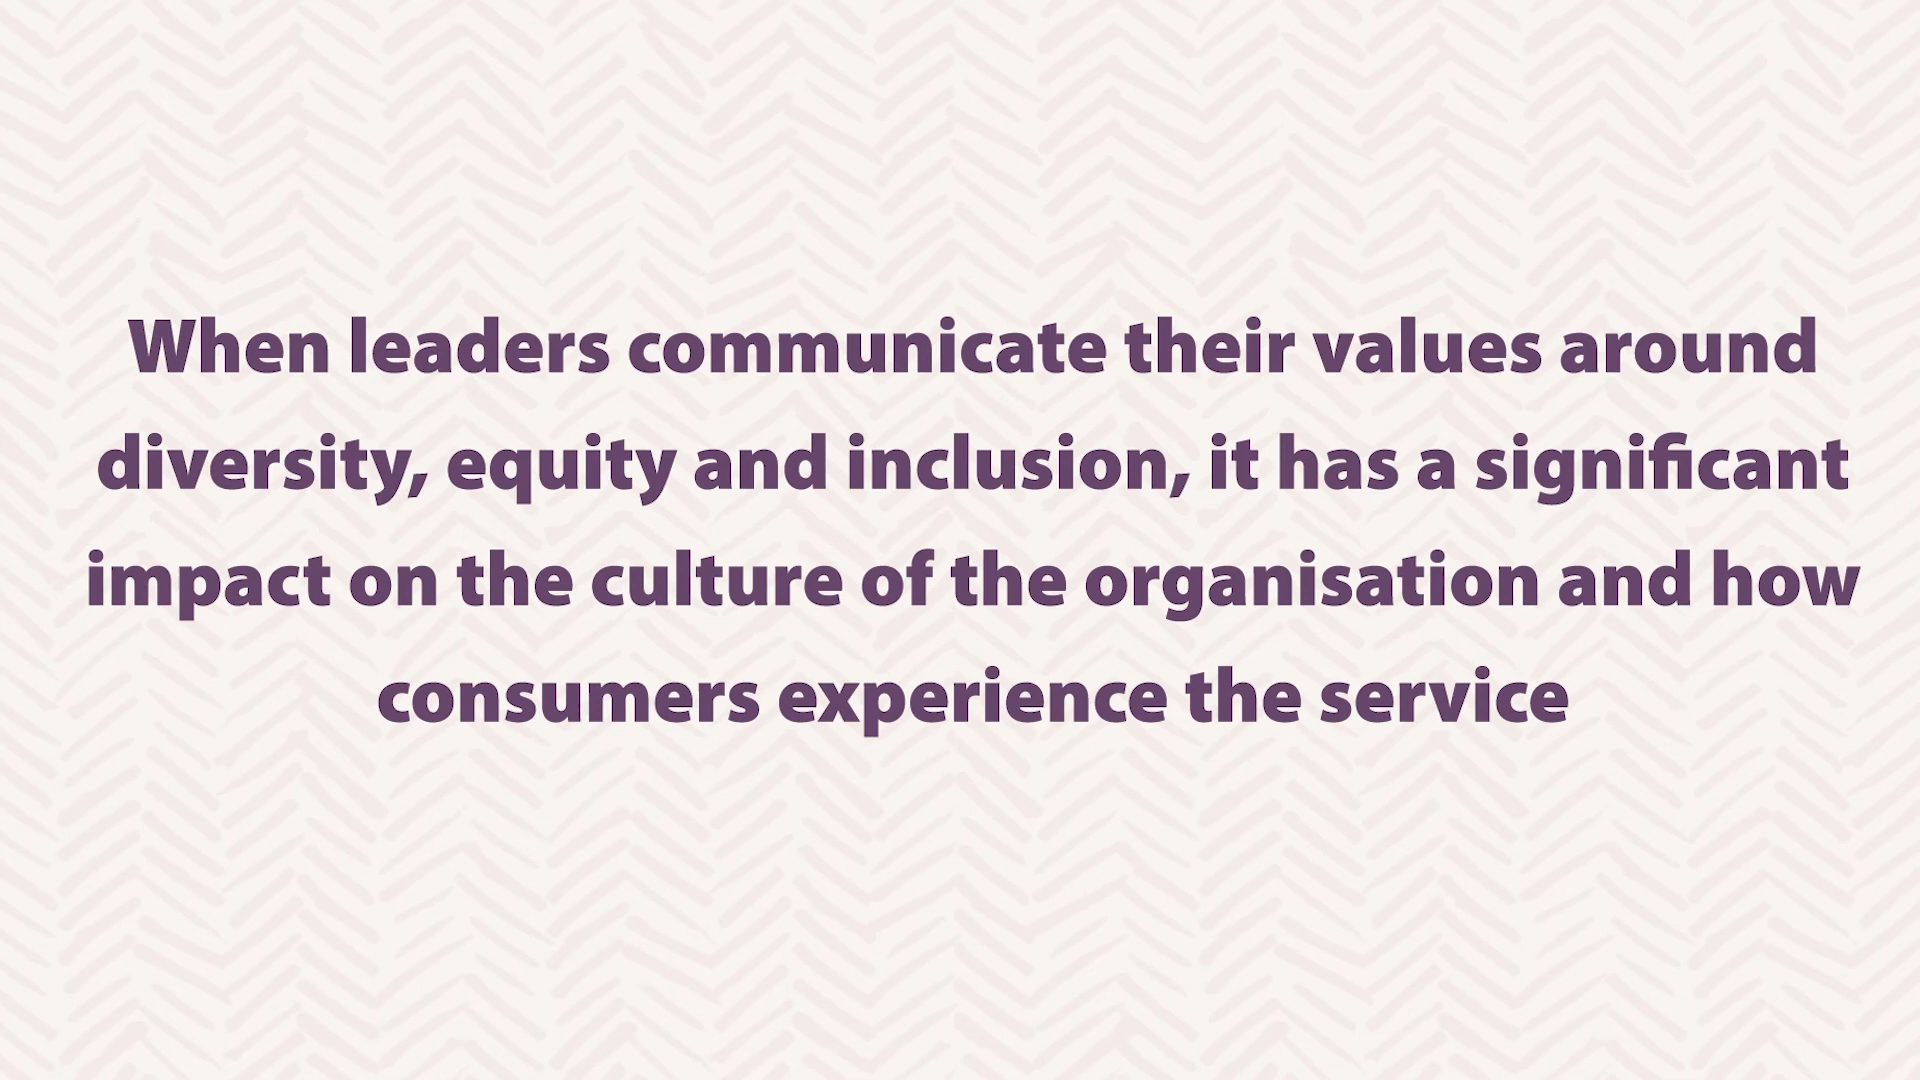 When leaders communicate their values around
diversity, equity and inclusion, it has a significant
impact on the culture of the organisation and how
consumers experience the service